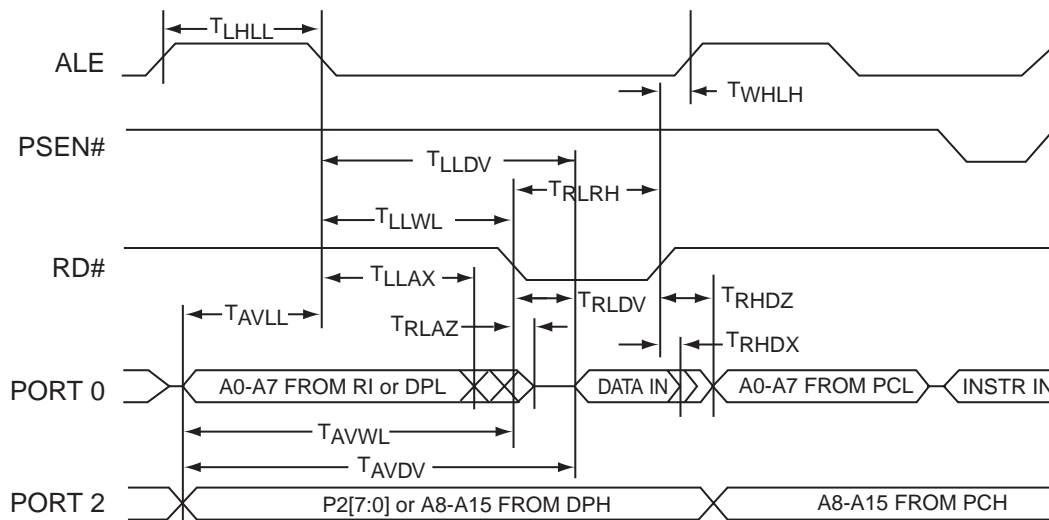 TLHLL
ALE
TWHLH
PSEN#
TLLDV
TRLRH
TLLWL
RD#
TLLAX
TRLDV
TRHDZ
TAVLL
TRLAZ
TRHDX
PORT 0
A0-A7 FROM RI or DPL
DATA IN
A0-A7 FROM PCL
INSTR IN
TAVWL
TAVDV
PORT 2
P2[7:0] or A8-A15 FROM DPH
A8-A15 FROM PCH